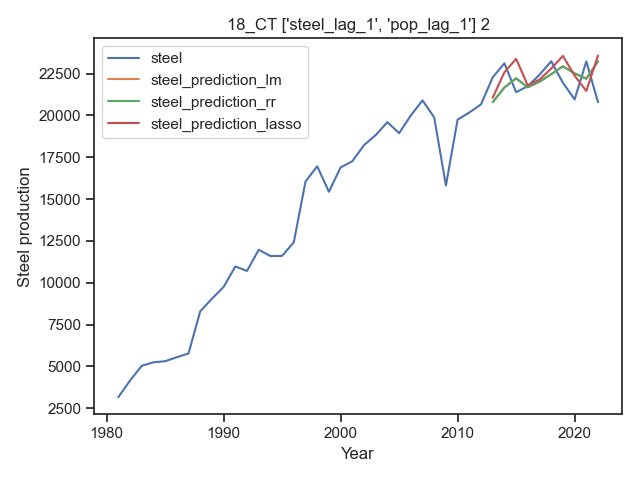 18_CT ['steel_lag_1', 'pop_lag_1'] 2
steel
steel_prediction_lm
steel_prediction_rr
steel_prediction_lasso
22500
20000
17500
15000
12500
10000
7500
5000
2500
Steel production
1980
1990
2000
2010
2020
Year